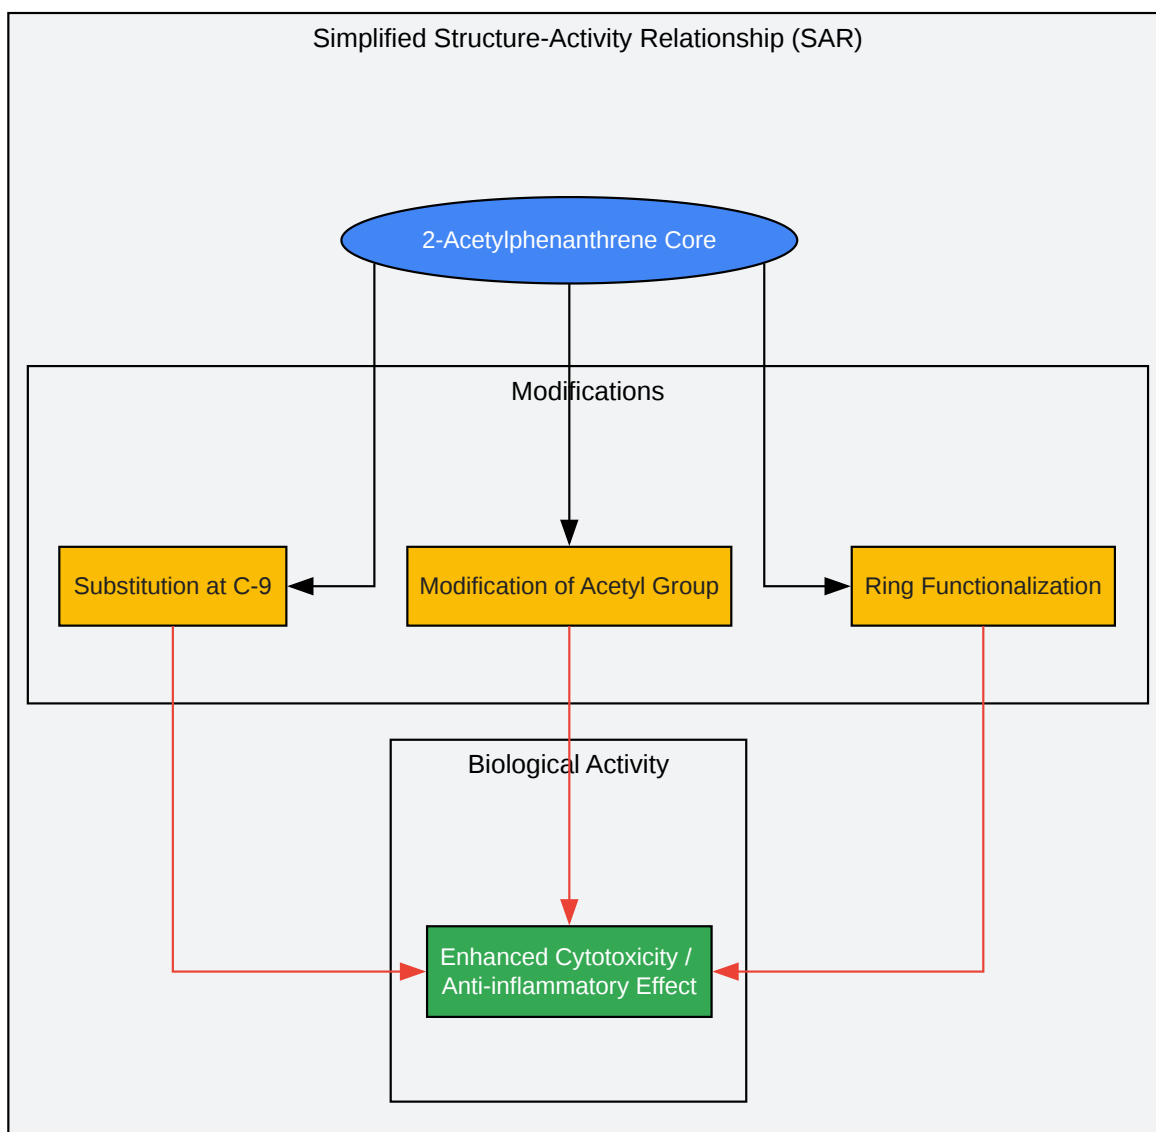 Simplified Structure-Activity Relationship (SAR)
2-Acetylphenanthrene Core
Modifications
Substitution at C-9
Modification of Acetyl Group
Ring Functionalization
Biological Activity
Enhanced Cytotoxicity /
Anti-inflammatory Effect